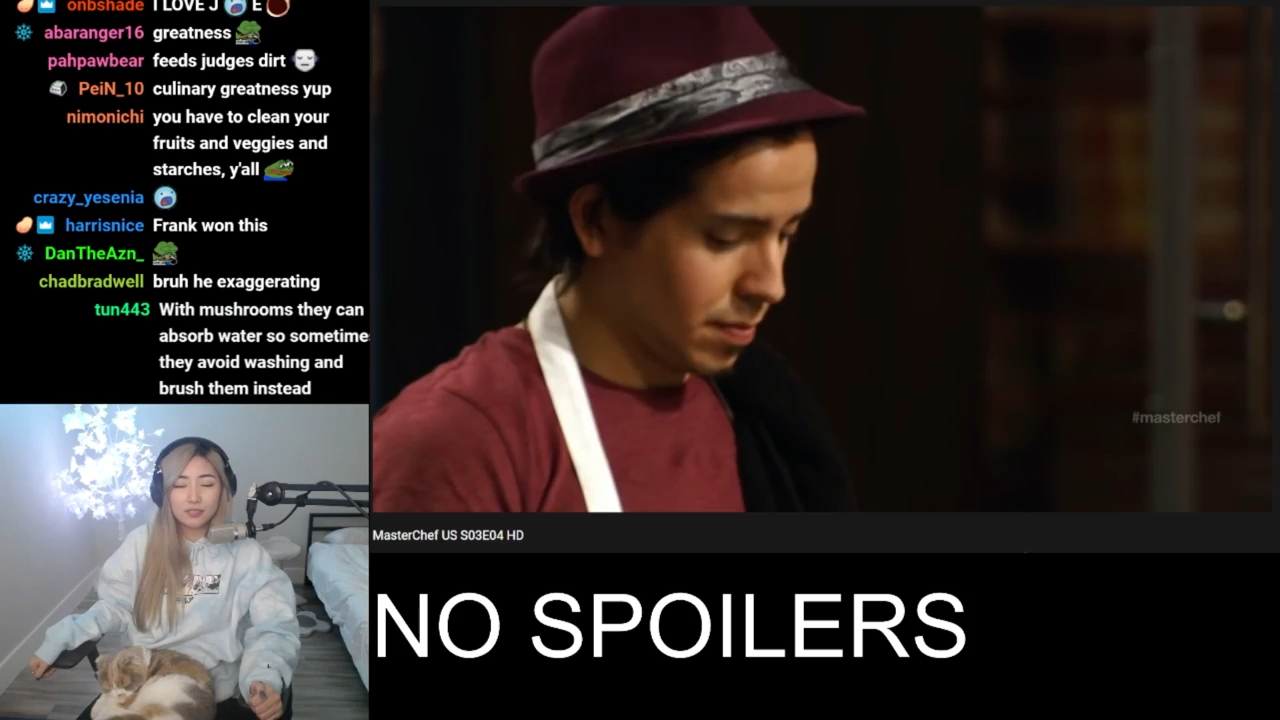 onbshade I LOVE J E
abaranger16 greatness
pahpawbear feeds judges dirt
PeiN_10 culinary greatness yup
nimonichi you have to clean your
fruits and veggies and
starches, y'all
crazy_yesenia
harrisnice Frank won this
DanTheAzn_
chadbradwell bruh he exaggerating
tun443 With mushrooms they can
absorb water so sometimes
they avoid washing and
brush them instead
#masterchef
MasterChef US S03E04 HD
NO SPOILERS